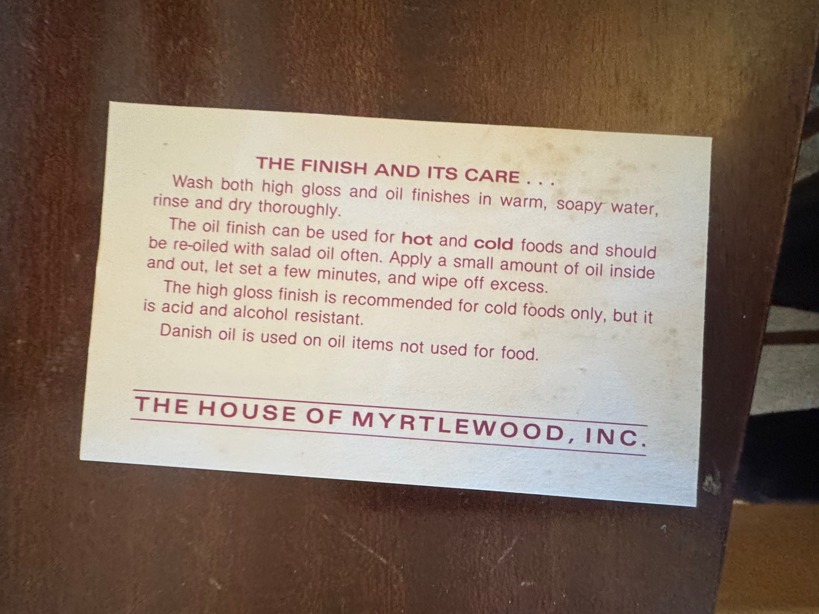 THE FINISH AND ITS CARE . . .
Wash both high gloss and oil finishes in warm, soapy water,
rinse and dry thoroughly.
The oil finish can be used for hot and cold foods and should
be re-oiled with salad oil often. Apply a small amount of oil inside
and out, let set a few minutes, and wipe off excess.
The high gloss finish is recommended for cold foods only, but it
is acid and alcohol resistant.
Danish oil is used on oil items not used for food.
THE HOUSE OF MYRTLEWOOD, INC.